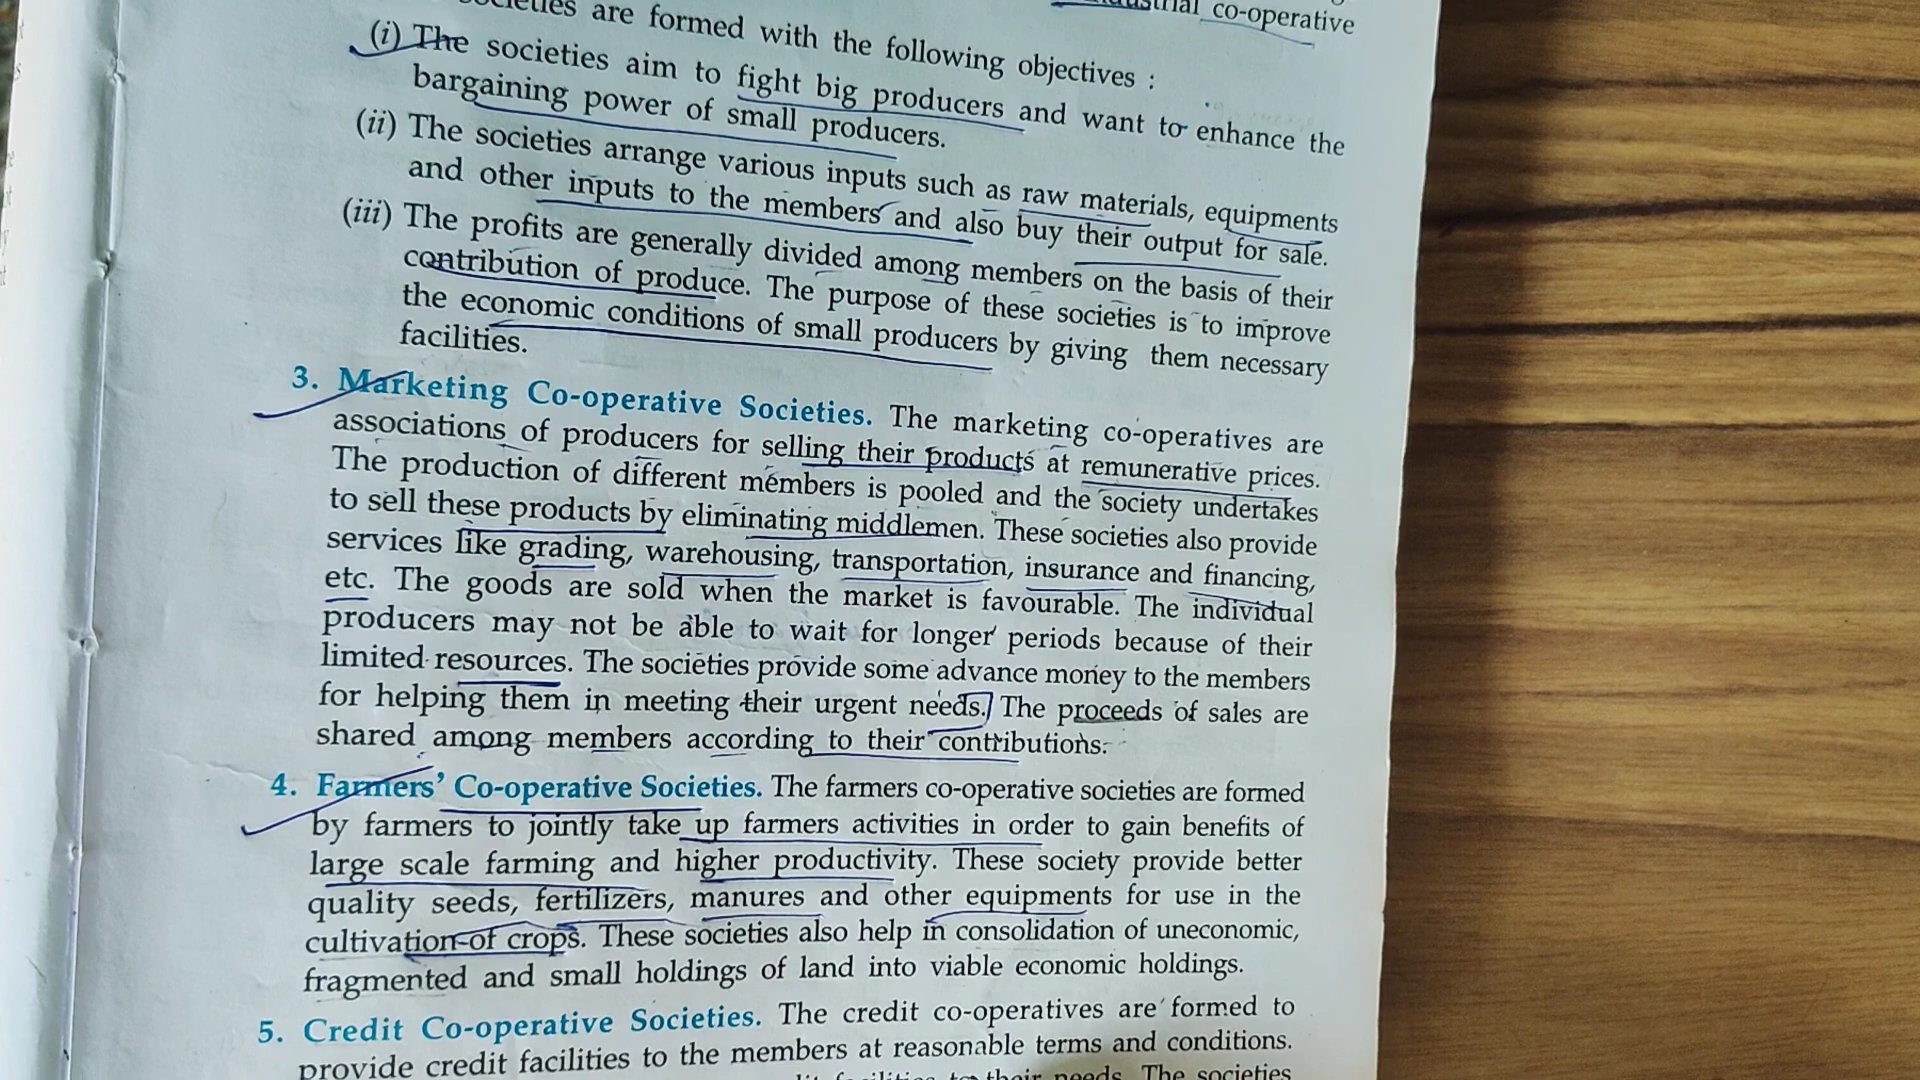 co-operative
are formed with the following objectives :
(i) The societies aim to fight big producers and want to enhance the
bargaining power of small producers.
(ii) The societies arrange various inputs such as raw materials, equipments
and other inputs to the members and also buy their output for sale.
(iii) The profits are generally divided among members on the basis of their
contribution of produce. The purpose of these societies is to improve
the economic conditions of small producers by giving them necessary
facilities.
3. Marketing Co-operative Societies. The marketing co-operatives are
associations of producers for selling their products at remunerative prices.
The production of different members is pooled and the society undertakes
to sell these products by eliminating middlemen. These societies also provide
services like grading, warehousing, transportation, insurance and financing,
etc. The goods are sold when the market is favourable. The individual
producers may not be able to wait for longer periods because of their
limited resources. The societies provide some advance money to the members
for helping them in meeting their urgent needs. The proceeds of sales are
shared among members according to their contributions.
4. Farmers' Co-operative Societies. The farmers co-operative societies are formed
by farmers to jointly take up farmers activities in order to gain benefits of
large scale farming and higher productivity. These society provide better
quality seeds, fertilizers, manures and other equipments for use in the
cultivation of crops. These societies also help in consolidation of uneconomic,
fragmented and small holdings of land into viable economic holdings.
5. Credit Co-operative Societies. The credit co-operatives are formed to
provide credit facilities to the members at reasonable terms and conditions.
their needs. The societies